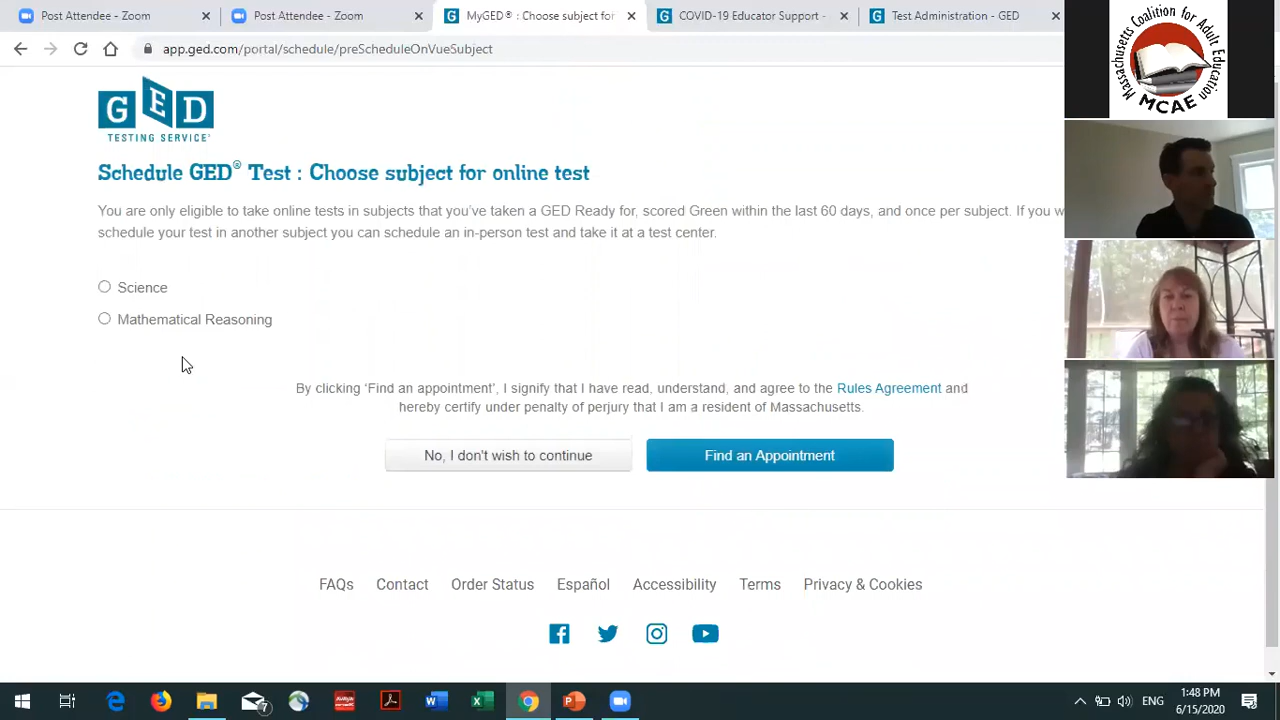 Post Attendee - Zoom
Post Attendee - Zoom
MyGED® : Choose subject for
COVID-19 Educator Support -
Test Administration - GED
app.ged.com/portal/schedule/preScheduleOnVueSubject
Massachusetts Coalition for Adult Education
MCAE
GED
TESTING SERVICE®
Schedule GED® Test : Choose subject for online test
You are only eligible to take online tests in subjects that you've taken a GED Ready for, scored Green within the last 60 days, and once per subject. If you w
schedule your test in another subject you can schedule an in-person test and take it at a test center.
Science
Mathematical Reasoning
By clicking 'Find an appointment', I signify that I have read, understand, and agree to the Rules Agreement and
hereby certify under penalty of perjury that I am a resident of Massachusetts.
No, I don't wish to continue
Find an Appointment
FAQs Contact Order Status Español Accessibility Terms Privacy & Cookies
7
ENG
1:48 PM
6/15/2020